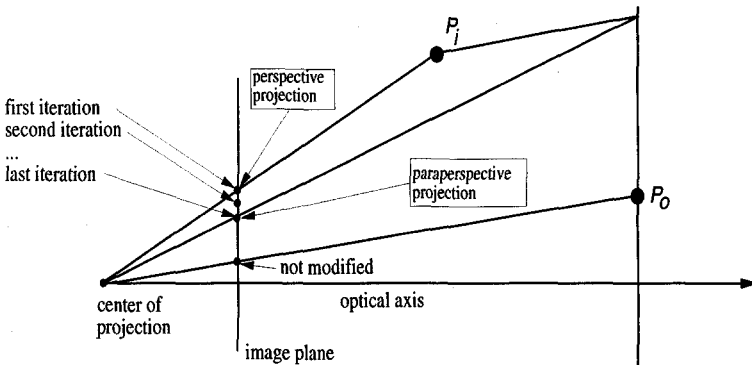 P_i
perspective
projection
first iteration
second iteration
...
last iteration
paraperspective
projection
P_o
not modified
center of
projection
optical axis
image plane